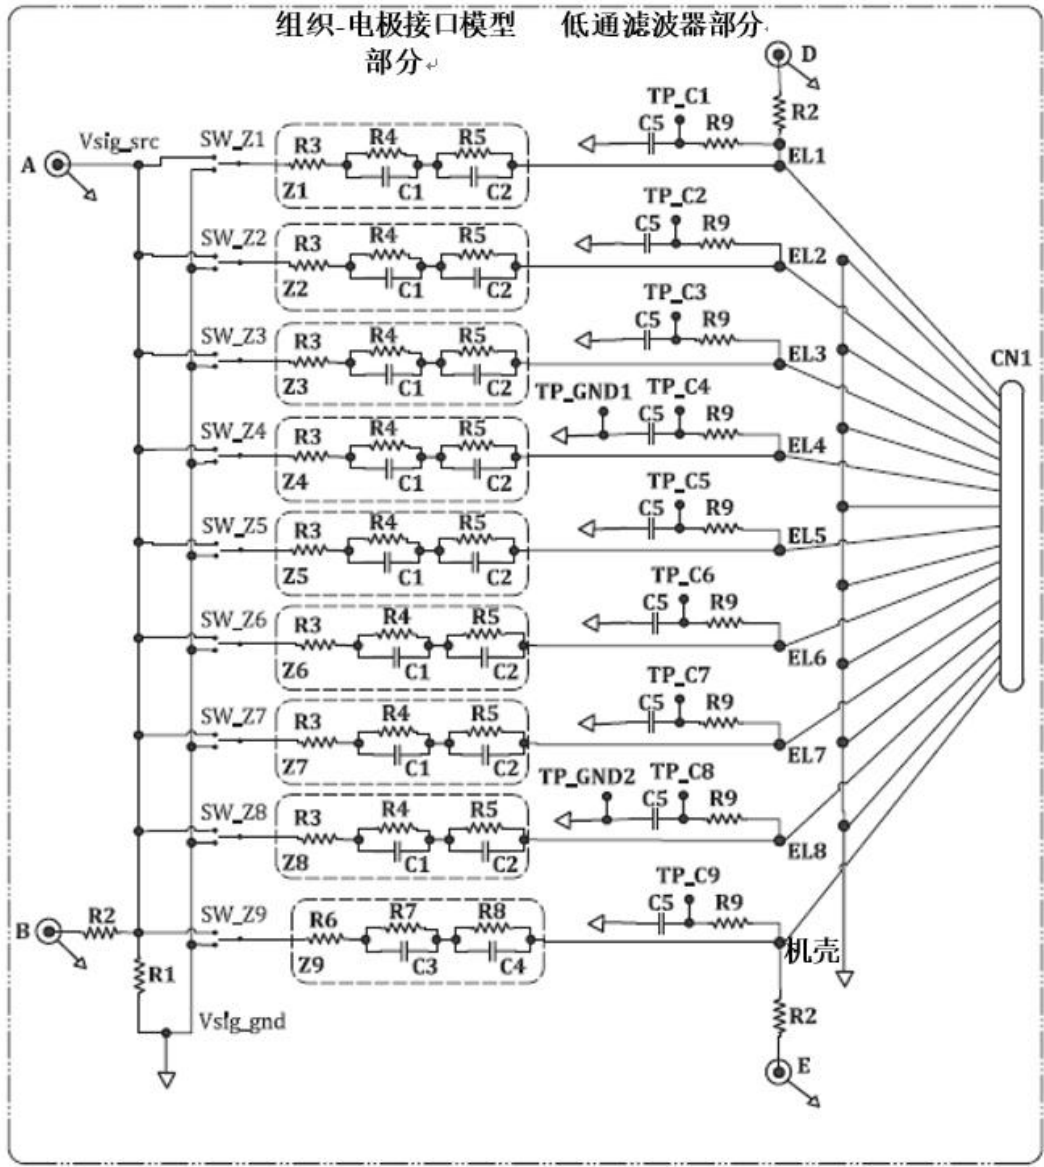 组织-电极接口模型
部分
低通滤波器部分
D
R2
TP_C1
C5 R9
EL1
A
Vsig_src
SW_Z1
R3 R4 R5
Z1 C1 C2
TP_C2
C5 R9
EL2
SW_Z2
R3 R4 R5
Z2 C1 C2
TP_C3
C5 R9
EL3
SW_Z3
R3 R4 R5
Z3 C1 C2
CN1
TP_GND1 TP_C4
C5 R9
EL4
SW_Z4
R3 R4 R5
Z4 C1 C2
TP_C5
C5 R9
EL5
SW_Z5
R3 R4 R5
Z5 C1 C2
TP_C6
C5 R9
EL6
SW_Z6
R3 R4 R5
Z6 C1 C2
TP_C7
C5 R9
EL7
SW_Z7
R3 R4 R5
Z7 C1 C2
TP_GND2 TP_C8
C5 R9
EL8
SW_Z8
R3 R4 R5
Z8 C1 C2
TP_C9
C5 R9
机壳
B
R2
SW_Z9
R6 R7 R8
Z9 C3 C4
R1
Vsig_gnd
R2
E